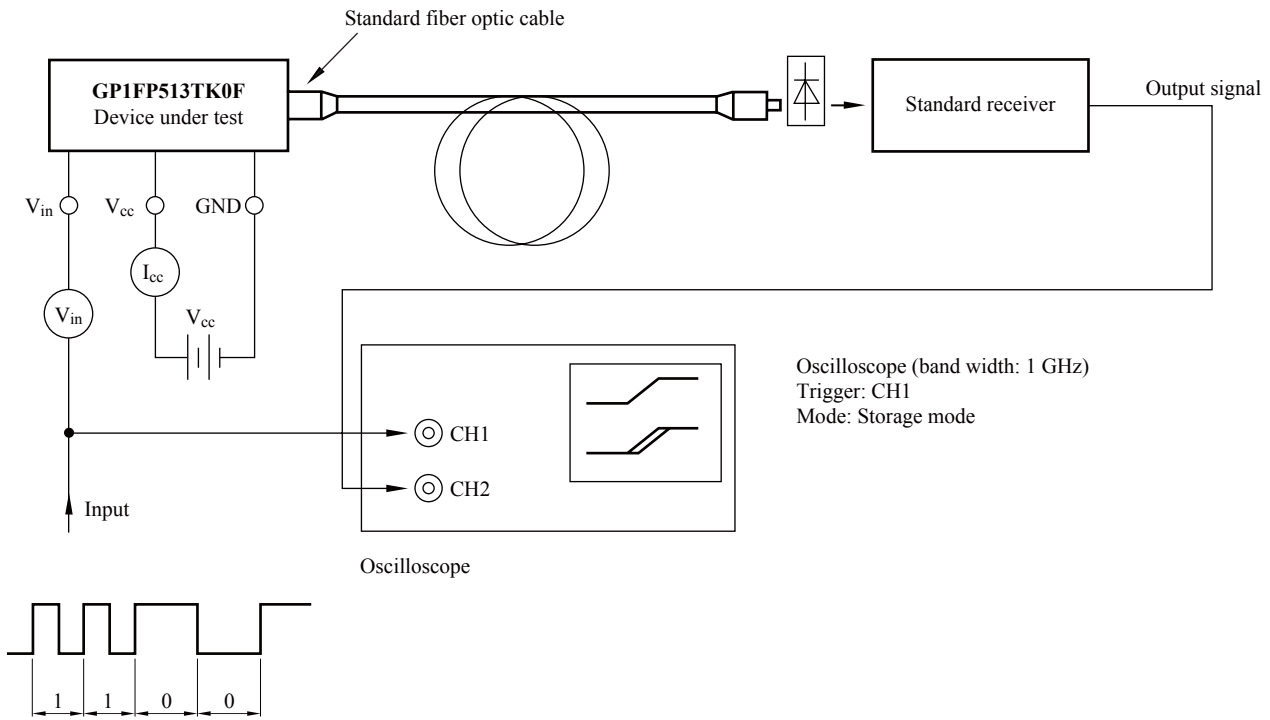 Standard fiber optic cable
GP1FP513TK0F
Device under test
Standard receiver
Output signal
Vin
Vcc
GND
Icc
Vin
Vcc
Oscilloscope (band width: 1 GHz)
Trigger: CH1
Mode: Storage mode
CH1
CH2
Input
Oscilloscope
1 1 0 0